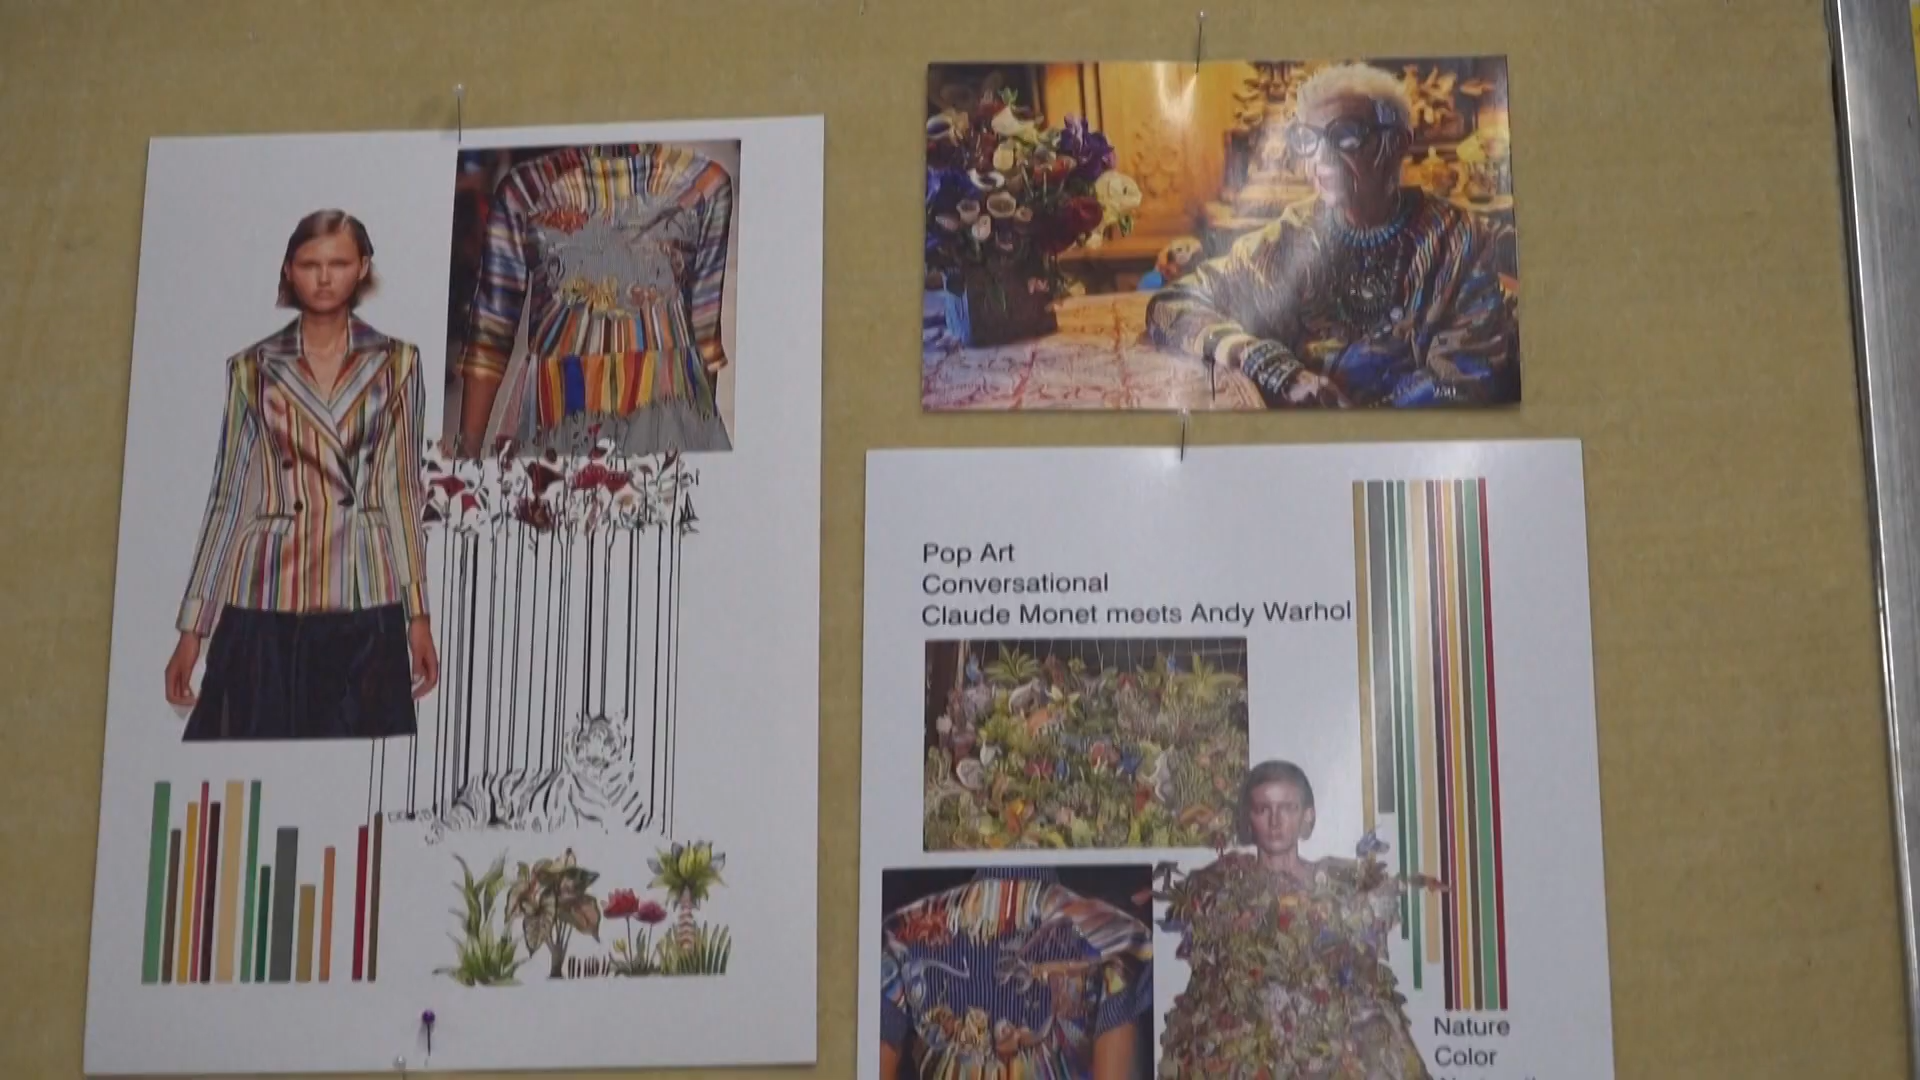 Pop Art
Conversational
Claude Monet meets Andy Warhol
Nature
Color